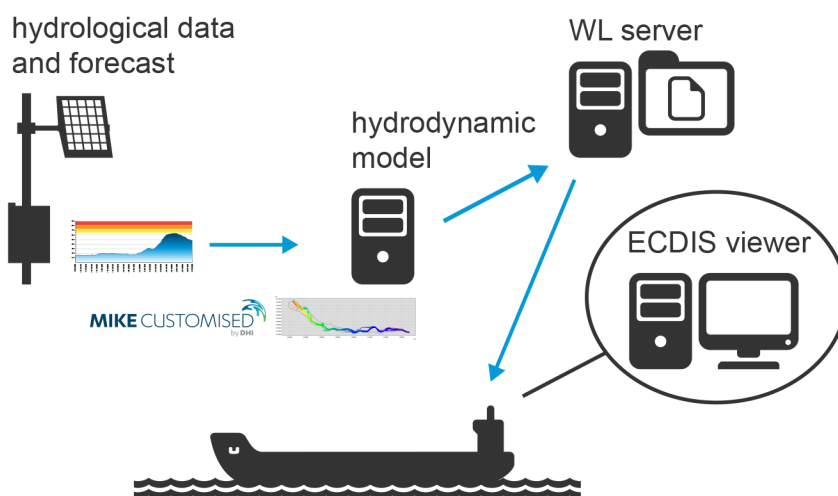 hydrological data
and forecast
WL server
hydrodynamic
model
ECDIS viewer
MIKE CUSTOMISED
by DHI